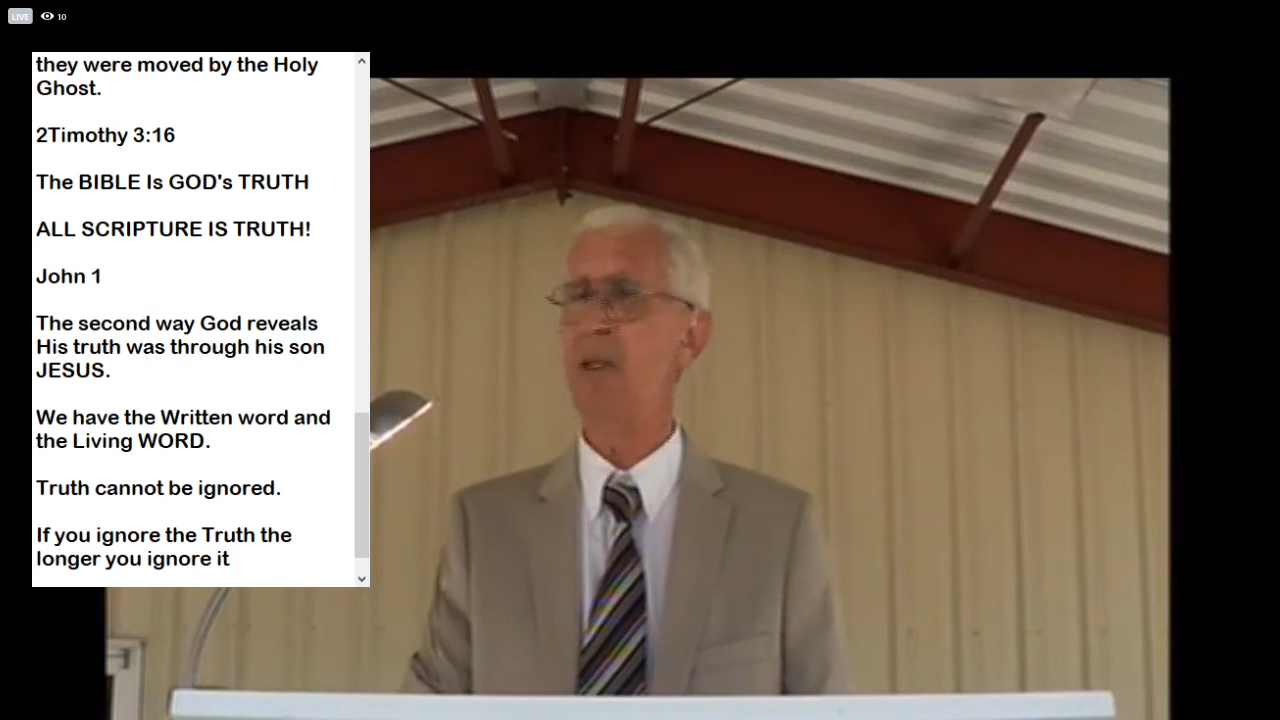 LIVE 10
they were moved by the Holy
Ghost.
2Timothy 3:16
The BIBLE Is GOD's TRUTH
ALL SCRIPTURE IS TRUTH!
John 1
The second way God reveals
His truth was through his son
JESUS.
We have the Written word and
the Living WORD.
Truth cannot be ignored.
If you ignore the Truth the
longer you ignore it